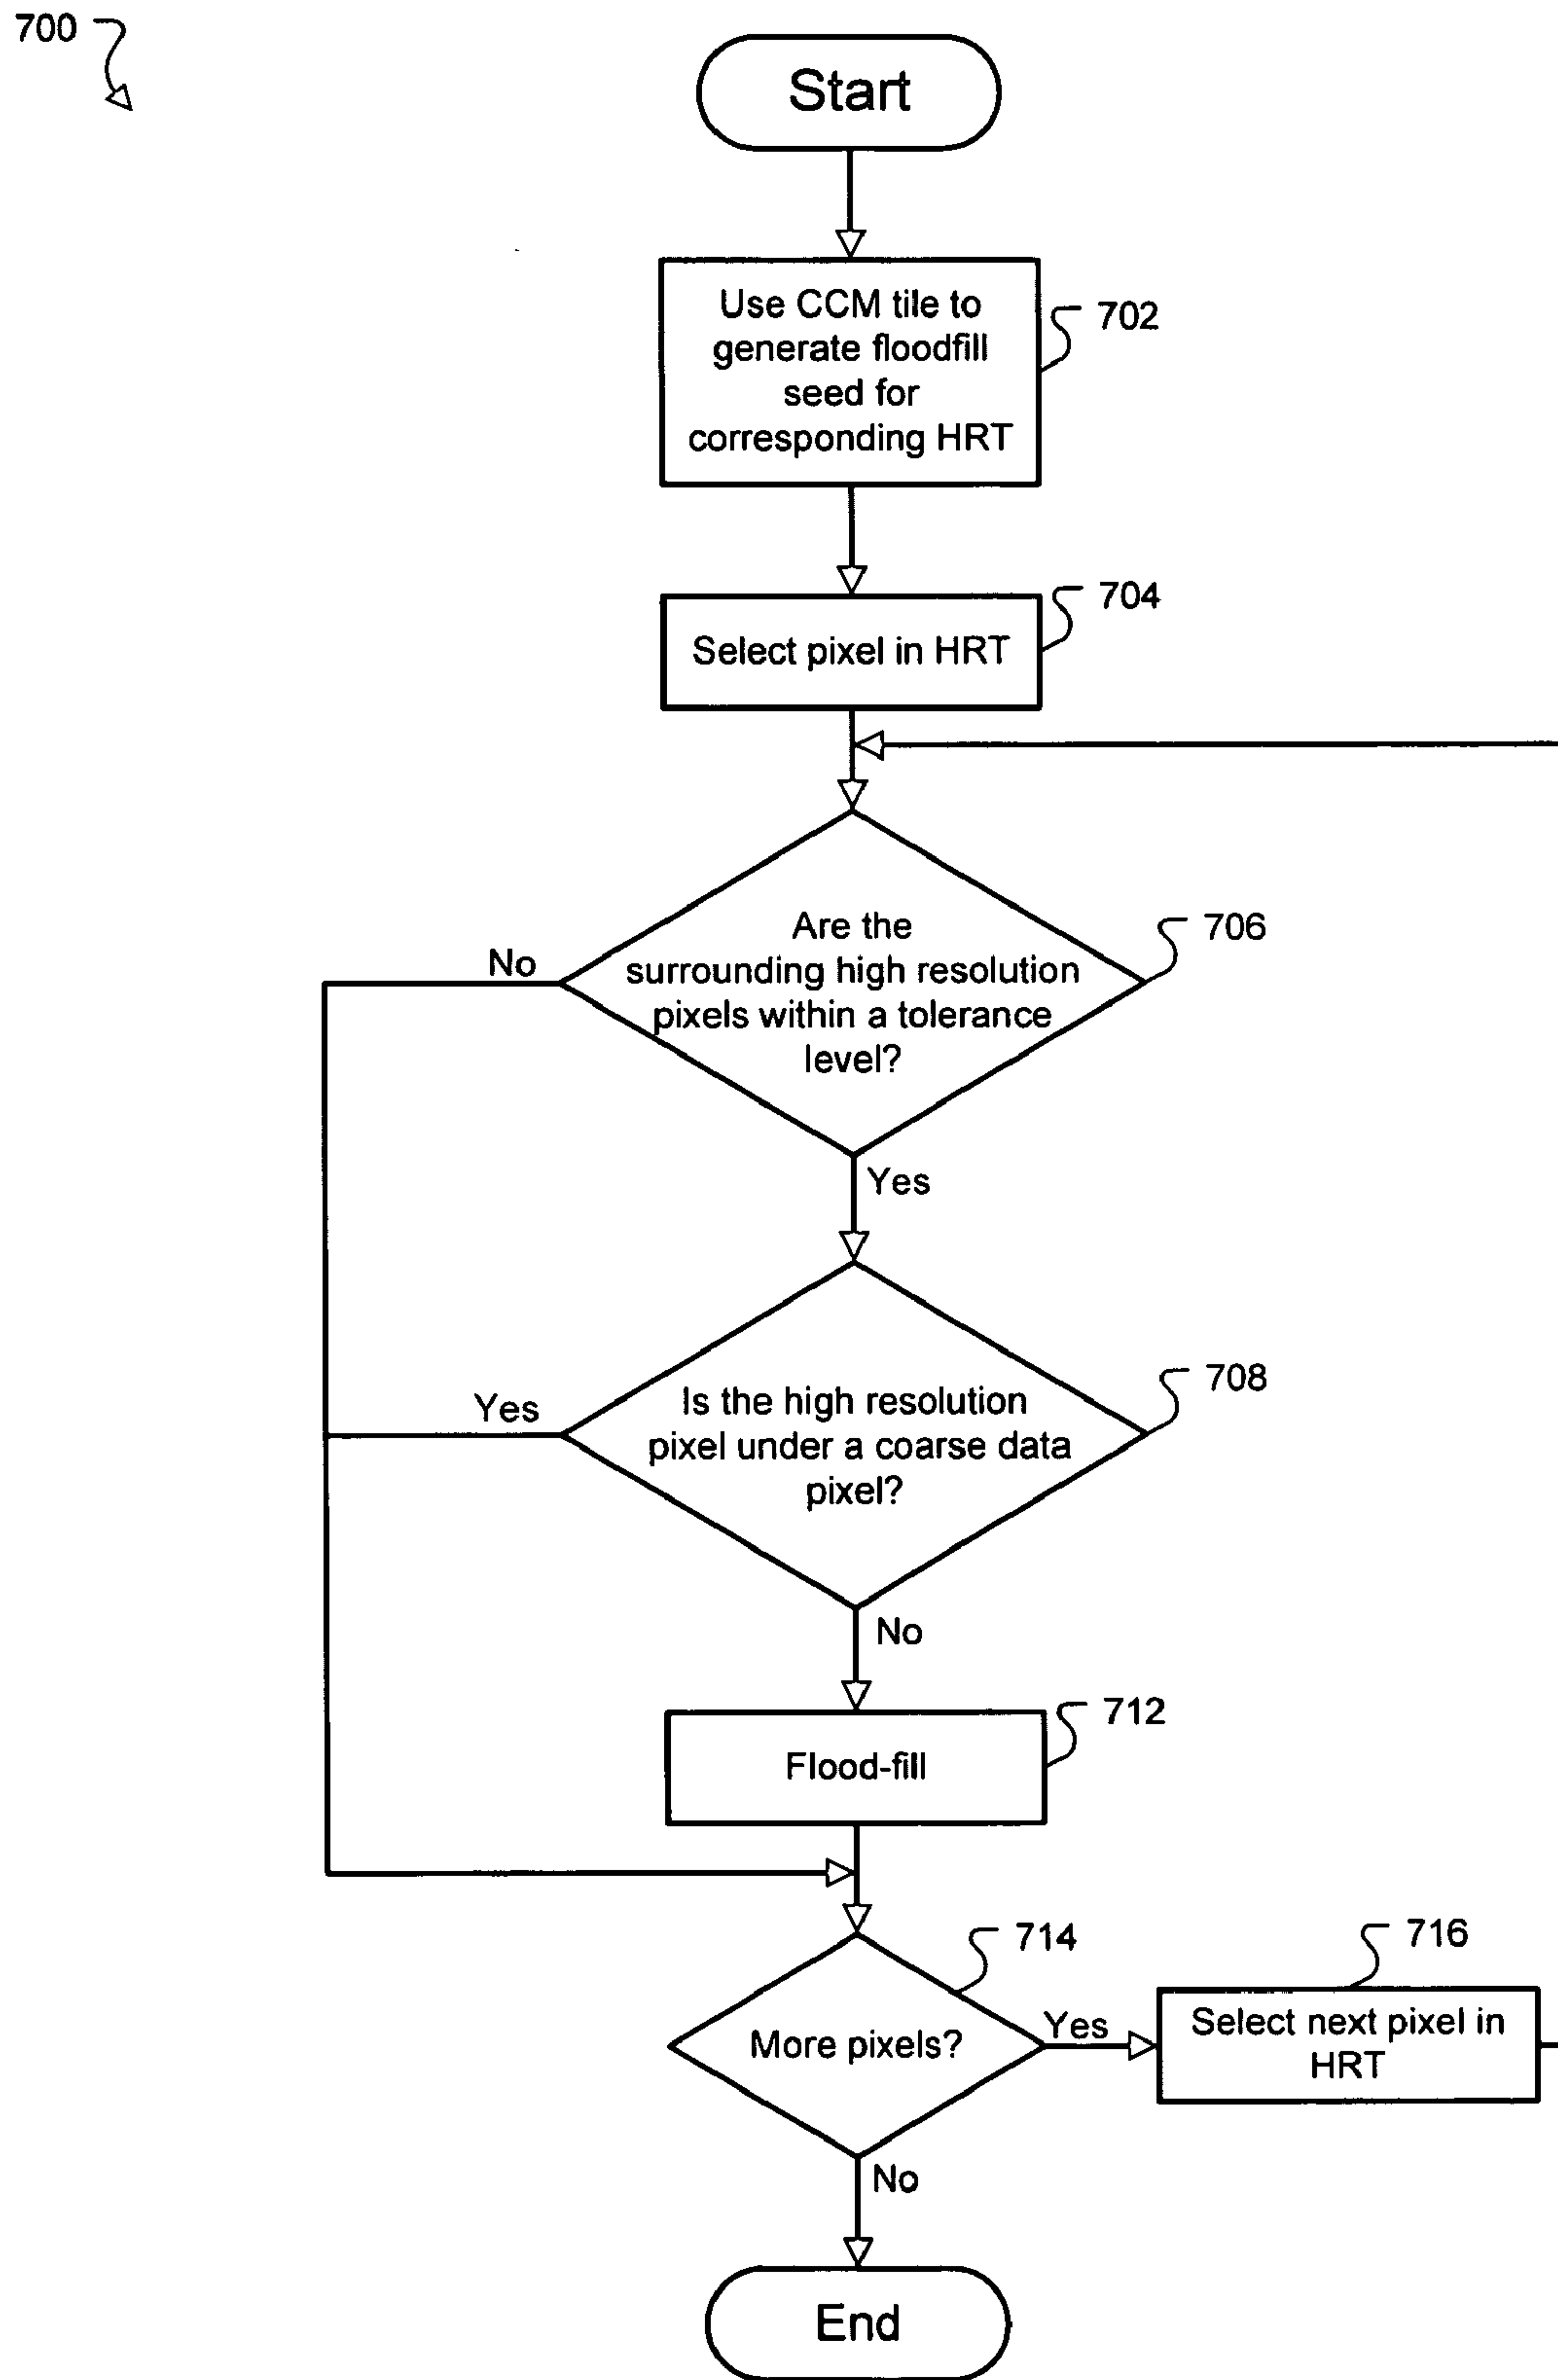 700
Start
Use CCM tile to
generate floodfill
seed for
corresponding HRT
702
Select pixel in HRT
704
Are the
surrounding high resolution
pixels within a tolerance
level?
706
No
Yes
Is the high resolution
pixel under a coarse data
pixel?
708
Yes
No
Flood-fill
712
More pixels?
714
Yes
Select next pixel in
HRT
716
No
End